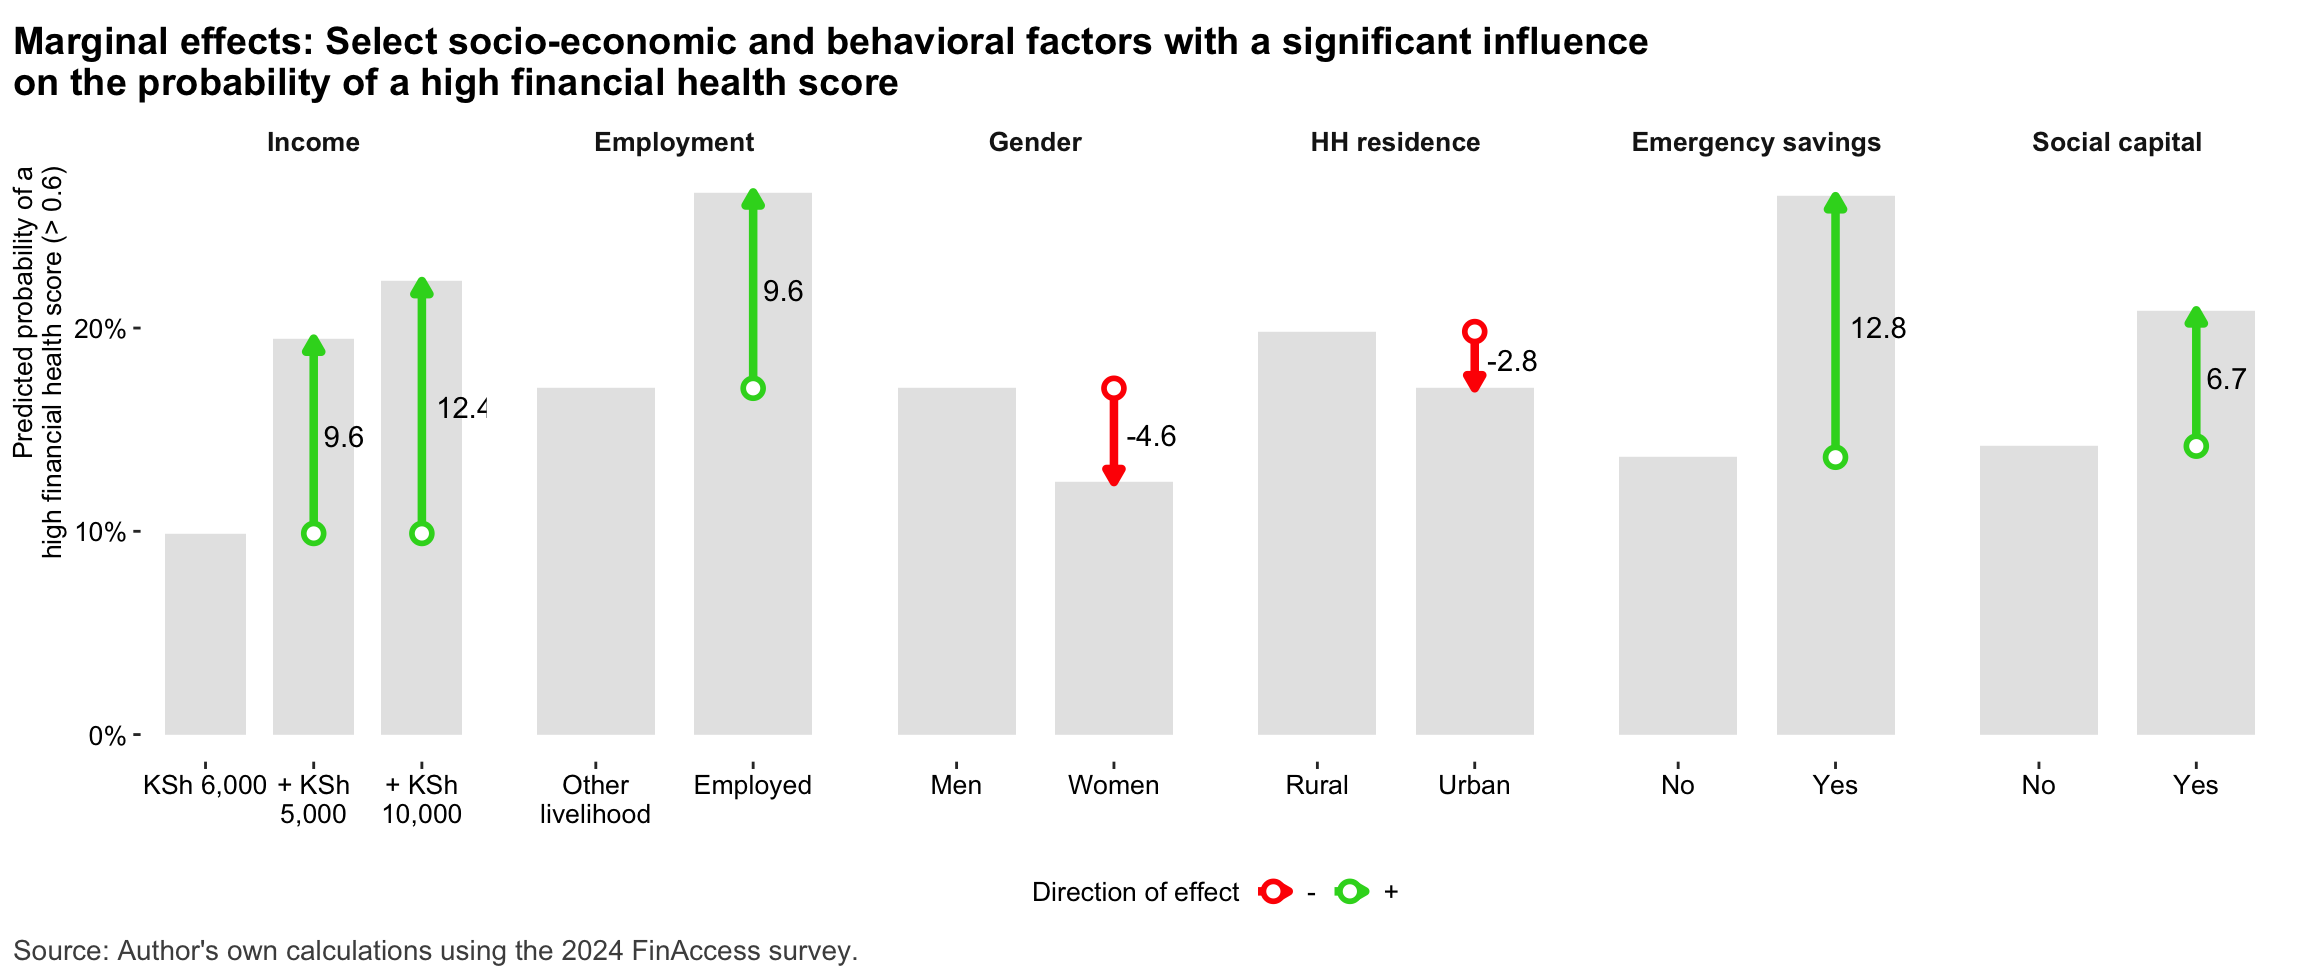 Marginal effects: Select socio-economic and behavioral factors with a significant influence
on the probability of a high financial health score
Income
Employment
Gender
HH residence
Emergency savings
Social capital
Predicted probability of a
high financial health score (> 0.6)
20%
10%
0%
9.6
12.4
9.6
-4.6
-2.8
12.8
6.7
KSh 6,000
+ KSh
5,000
+ KSh
10,000
Other
livelihood
Employed
Men
Women
Rural
Urban
No
Yes
No
Yes
Direction of effect - +
Source: Author's own calculations using the 2024 FinAccess survey.